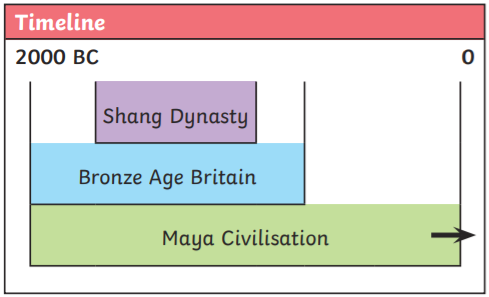 Timeline
2000 BC 0
Shang Dynasty
Bronze Age Britain
Maya Civilisation